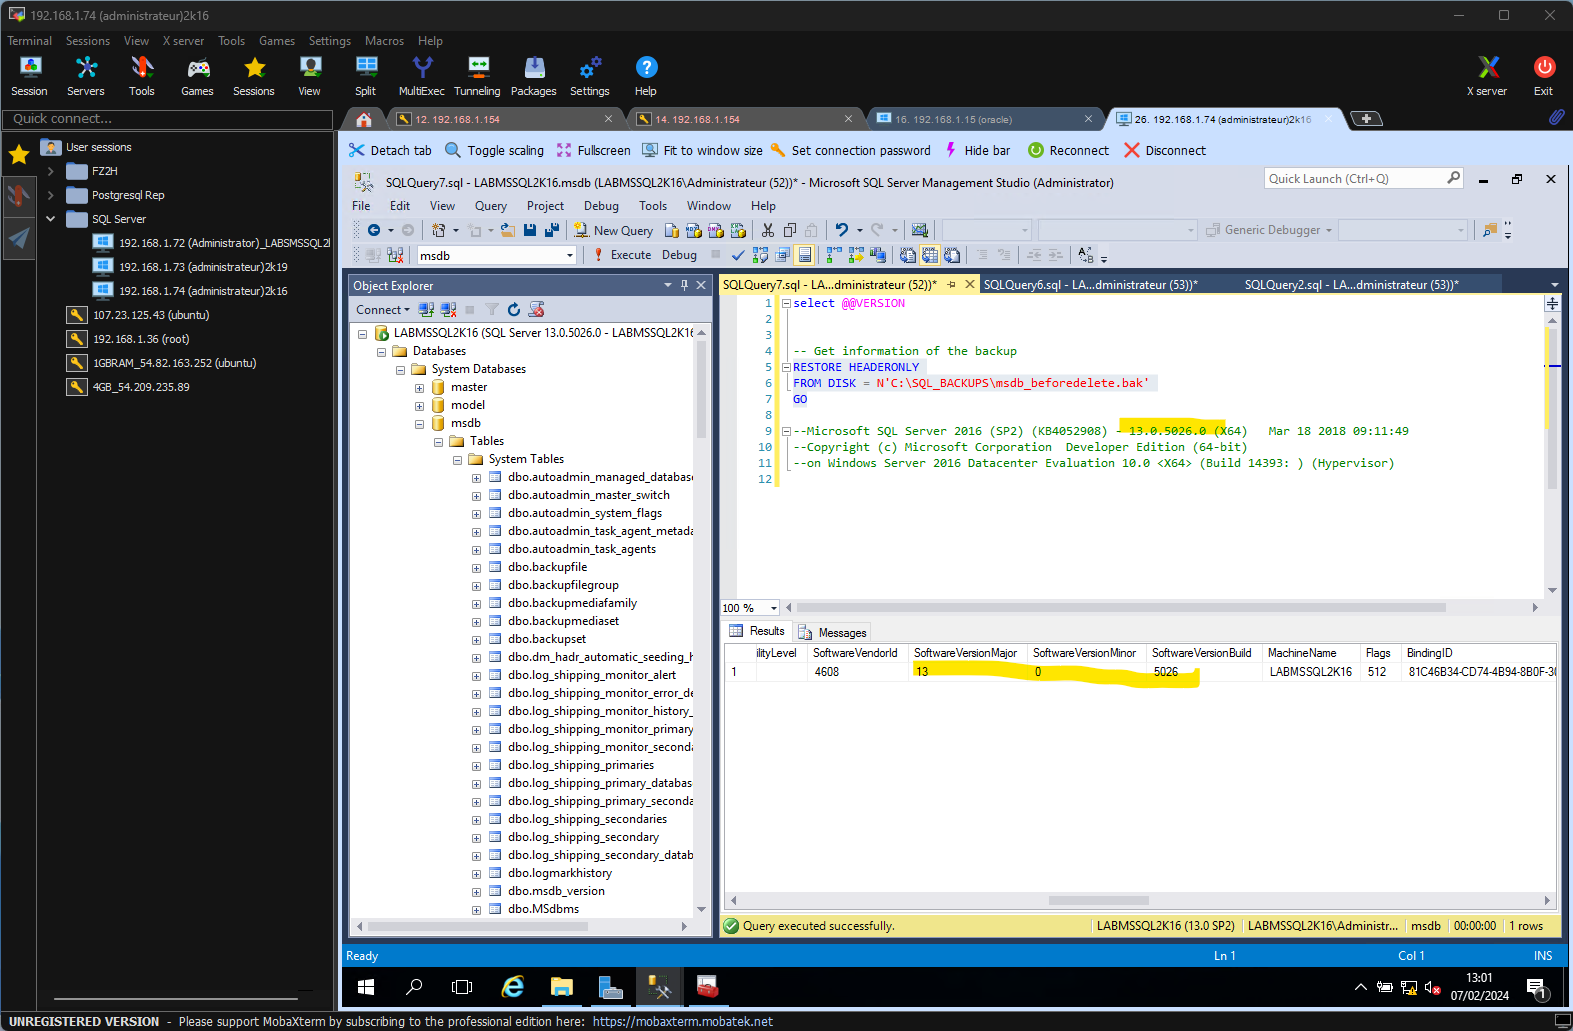 192.168.1.74 (administrateur)2k16
Terminal Sessions View X server Tools Games Settings Macros Help
Session Servers Tools Games Sessions View Split MultiExec Tunneling Packages Settings Help X server Exit
Quick connect...
12. 192.168.1.154
14. 192.168.1.154
16. 192.168.1.15 (oracle)
26. 192.168.1.74 (administrateur)2k16
User sessions
FZ2H
Postgresql Rep
SQL Server
192.168.1.72 (Administrator)_LABSMSSQL2
192.168.1.73 (administrateur)2k19
192.168.1.74 (administrateur)2k16
107.23.125.43 (ubuntu)
192.168.1.36 (root)
1GBRAM_54.82.163.252 (ubuntu)
4GB_54.209.235.89
Detach tab Toggle scaling Fullscreen Fit to window size Set connection password Hide bar Reconnect Disconnect
SQLQuery7.sql - LABMSSQL2K16.msdb (LABMSSQL2K16\Administrateur (52))* - Microsoft SQL Server Management Studio (Administrator)
Quick Launch (Ctrl+Q)
File Edit View Query Project Debug Tools Window Help
New Query
Generic Debugger
msdb
Execute Debug
Object Explorer
Connect
LABMSSQL2K16 (SQL Server 13.0.5026.0 - LABMSSQL2K16
Databases
System Databases
master
model
msdb
Tables
System Tables
dbo.autoadmin_managed_database
dbo.autoadmin_master_switch
dbo.autoadmin_system_flags
dbo.autoadmin_task_agent_metada
dbo.autoadmin_task_agents
dbo.backupfile
dbo.backupfilegroup
dbo.backupmediafamily
dbo.backupmediaset
dbo.backupset
dbo.dm_hadr_automatic_seeding_h
dbo.log_shipping_monitor_alert
dbo.log_shipping_monitor_error_de
dbo.log_shipping_monitor_history_
dbo.log_shipping_monitor_primary
dbo.log_shipping_monitor_seconda
dbo.log_shipping_primaries
dbo.log_shipping_primary_databas
dbo.log_shipping_primary_seconda
dbo.log_shipping_secondaries
dbo.log_shipping_secondary
dbo.log_shipping_secondary_datab
dbo.logmarkhistory
dbo.msdb_version
dbo.MSdbms
SQLQuery7.sql - LA...dministrateur (52))*
SQLQuery6.sql - LA...dministrateur (53))*
SQLQuery2.sql - LA...dministrateur (53))*
1 select @@VERSION
2
3
4 -- Get information of the backup
5 RESTORE HEADERONLY
6 FROM DISK = N'C:\SQL_BACKUPS\msdb_beforedelete.bak'
7 GO
8
9 --Microsoft SQL Server 2016 (SP2) (KB4052908) - 13.0.5026.0 (X64) Mar 18 2018 09:11:49
10 --Copyright (c) Microsoft Corporation Developer Edition (64-bit)
11 --on Windows Server 2016 Datacenter Evaluation 10.0 <X64> (Build 14393: ) (Hypervisor)
12
100 %
Results Messages
ilityLevel SoftwareVendorId SoftwareVersionMajor SoftwareVersionMinor SoftwareVersionBuild MachineName Flags BindingID
1 4608 13 0 5026 LABMSSQL2K16 512 81C46B34-CD74-4B94-8B0F-30
Query executed successfully.
LABMSSQL2K16 (13.0 SP2) LABMSSQL2K16\Administr... msdb 00:00:00 1 rows
Ready Ln 1 Col 1 INS
13:01
07/02/2024
1
UNREGISTERED VERSION - Please support MobaXterm by subscribing to the professional edition here: https://mobaxterm.mobatek.net